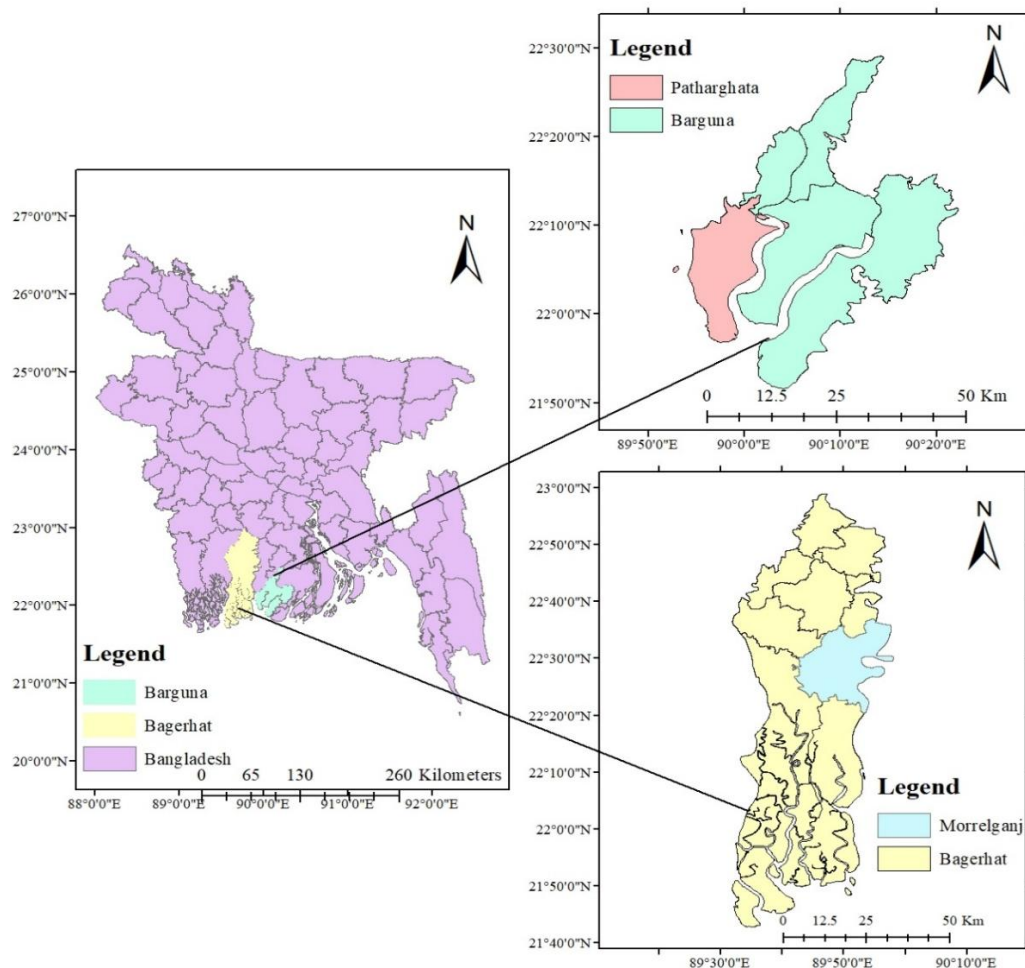 N
27°0'0"N
26°0'0"N
25°0'0"N
24°0'0"N
23°0'0"N
22°0'0"N
21°0'0"N
20°0'0"N
Legend
Barguna
Bagerhat
Bangladesh
0 65 130 260 Kilometers
88°0'0"E 89°0'0"E 90°0'0"E 91°0'0"E 92°0'0"E
Legend
Patharghata
Barguna
N
22°30'0"N
22°20'0"N
22°10'0"N
22°0'0"N
21°50'0"N
0 12.5 25 50 Km
89°50'0"E 90°0'0"E 90°10'0"E 90°20'0"E
N
23°0'0"N
22°50'0"N
22°40'0"N
22°30'0"N
22°20'0"N
22°10'0"N
22°0'0"N
21°50'0"N
21°40'0"N
Legend
Morrelganj
Bagerhat
0 12.5 25 50 Km
89°30'0"E 89°50'0"E 90°10'0"E